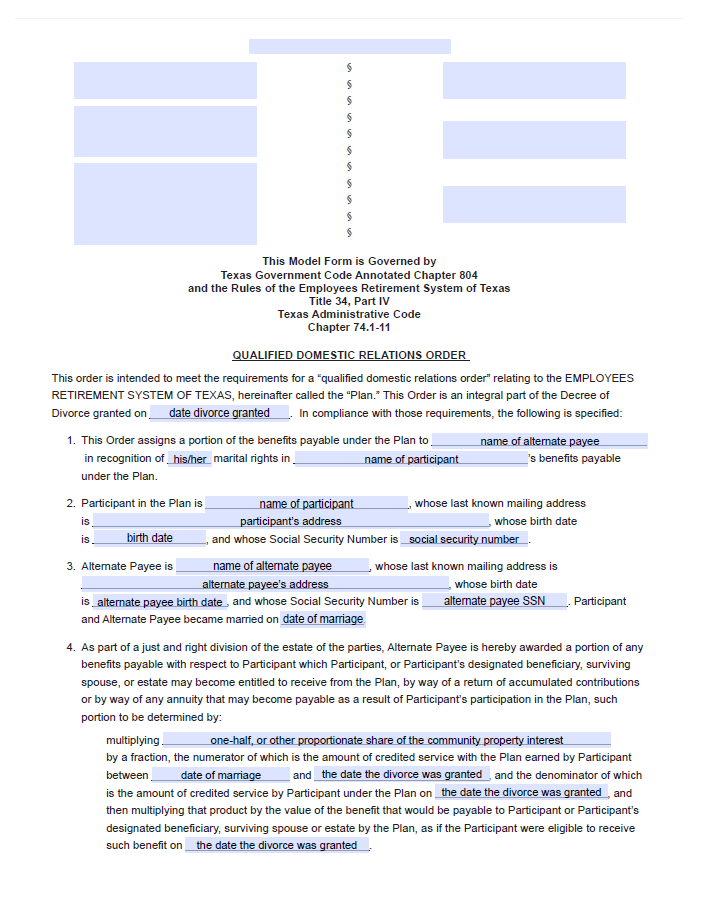 §
§
§
§
§
§
§
§
§
§
§
This Model Form is Governed by
Texas Government Code Annotated Chapter 804
and the Rules of the Employees Retirement System of Texas
Title 34, Part IV
Texas Administrative Code
Chapter 74.1-11
QUALIFIED DOMESTIC RELATIONS ORDER
This order is intended to meet the requirements for a “qualified domestic relations order” relating to the EMPLOYEES
RETIREMENT SYSTEM OF TEXAS, hereinafter called the “Plan.” This Order is an integral part of the Decree of
Divorce granted on date divorce granted. In compliance with those requirements, the following is specified:
1. This Order assigns a portion of the benefits payable under the Plan to name of alternate payee
in recognition of his/her marital rights in name of participant's benefits payable
under the Plan.
2. Participant in the Plan is name of participant, whose last known mailing address
is participant's address, whose birth date
is birth date, and whose Social Security Number is social security number.
3. Alternate Payee is name of alternate payee, whose last known mailing address is
alternate payee's address, whose birth date
is alternate payee birth date, and whose Social Security Number is alternate payee SSN. Participant
and Alternate Payee became married on date of marriage
4. As part of a just and right division of the estate of the parties, Alternate Payee is hereby awarded a portion of any
benefits payable with respect to Participant which Participant, or Participant's designated beneficiary, surviving
spouse, or estate may become entitled to receive from the Plan, by way of a return of accumulated contributions
or by way of any annuity that may become payable as a result of Participant's participation in the Plan, such
portion to be determined by:
multiplying one-half, or other proportionate share of the community property interest
by a fraction, the numerator of which is the amount of credited service with the Plan earned by Participant
between date of marriage and the date the divorce was granted, and the denominator of which
is the amount of credited service by Participant under the Plan on the date the divorce was granted, and
then multiplying that product by the value of the benefit that would be payable to Participant or Participant's
designated beneficiary, surviving spouse or estate by the Plan, as if the Participant were eligible to receive
such benefit on the date the divorce was granted.